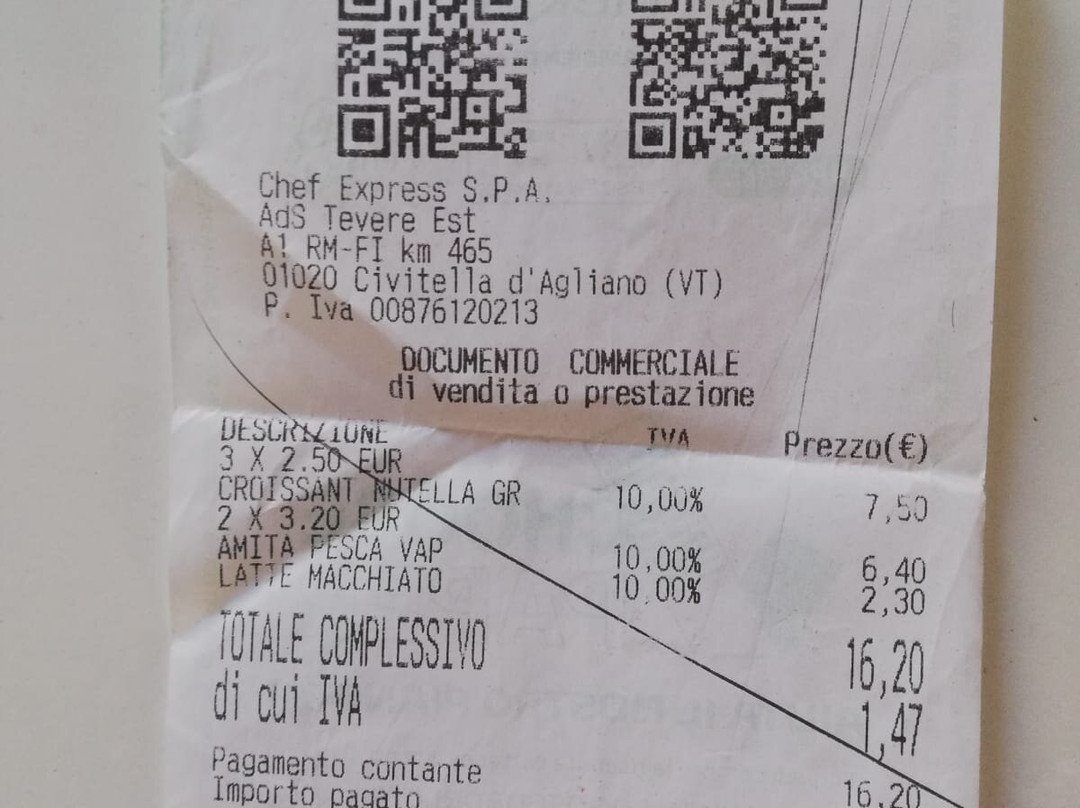 Chef Express S.P.A.
AdS Tevere Est
A1 RM-FI km 465
01020 Civitella d'Agliano (VT)
P. Iva 00876120213
DOCUMENTO COMMERCIALE
di vendita o prestazione
DESCRIZIONE IVA Prezzo(€)
3 X 2.50 EUR
CROISSANT NUTELLA GR 10,00% 7,50
2 X 3.20 EUR
AMITA PESCA VAP 10,00% 6,40
LATTE MACCHIATO 10,00% 2,30
TOTALE COMPLESSIVO 16,20
di cui IVA 1,47
Pagamento contante 16,20
Importo pagato